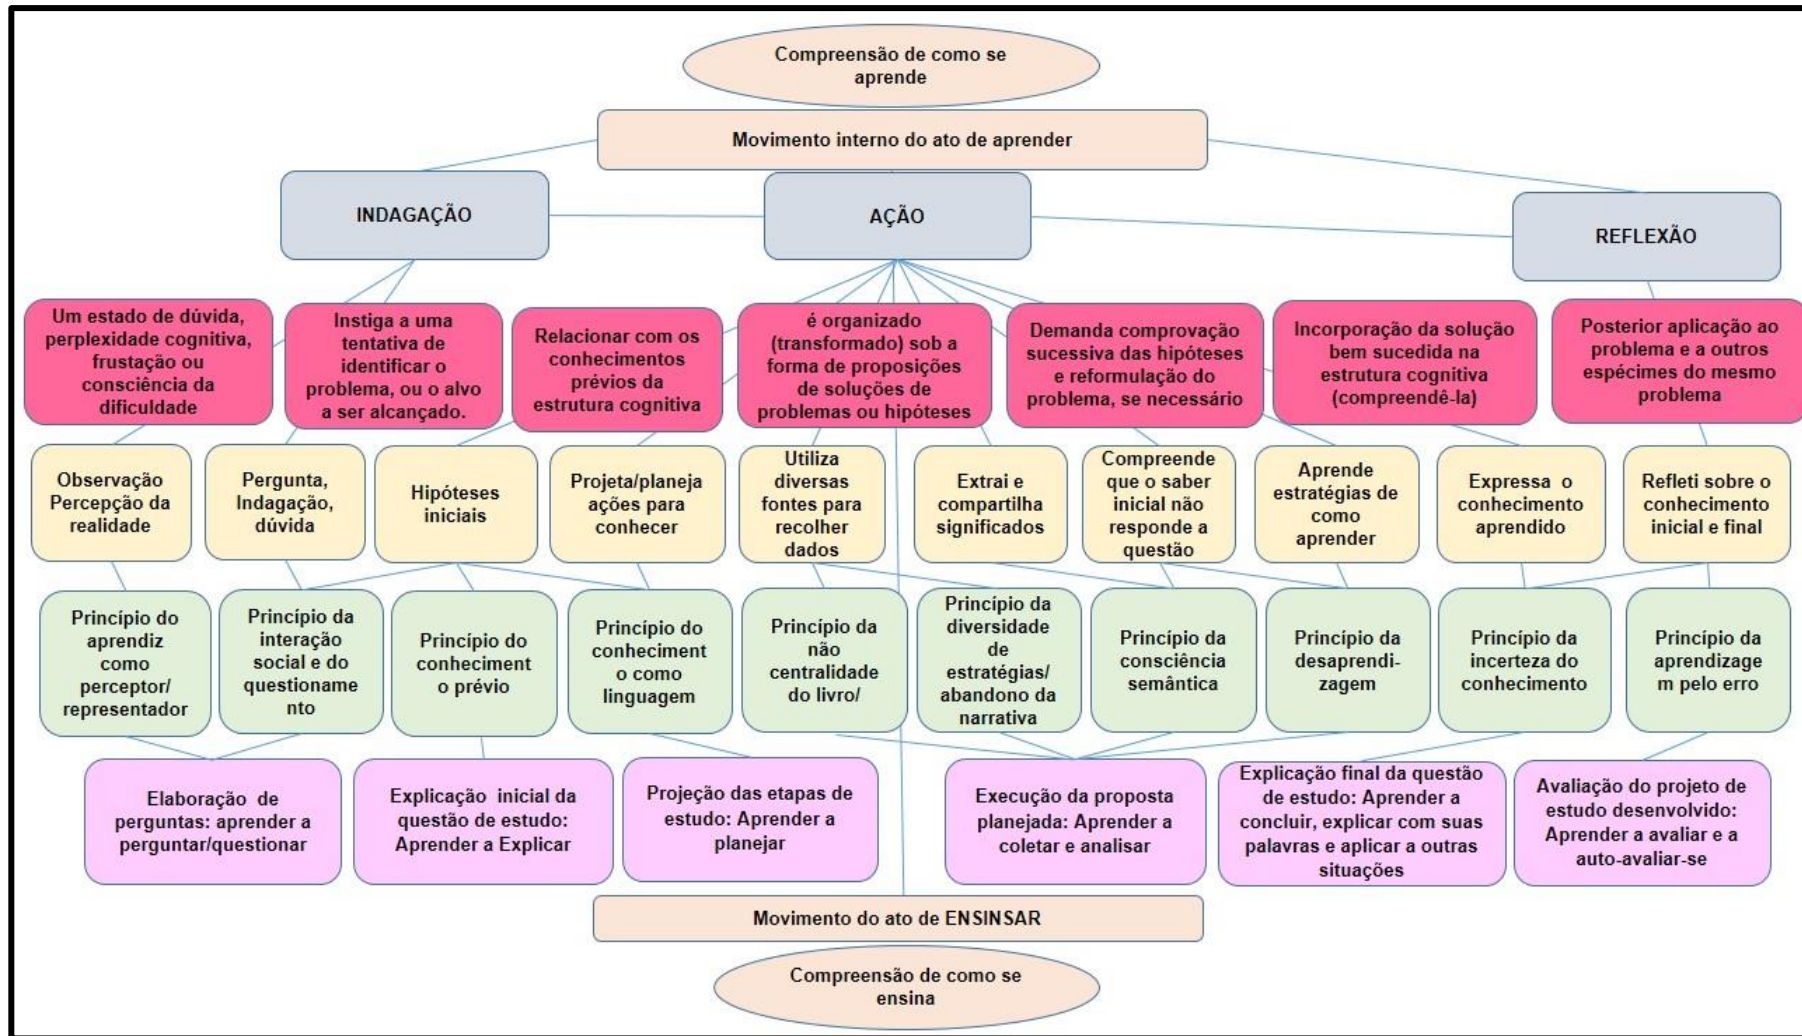 Compreensão de como se
aprende
Movimento interno do ato de aprender
INDAGAÇÃO
AÇÃO
REFLEXÃO
Um estado de dúvida,
perplexidade cognitiva,
frustação ou
consciência da
dificuldade
Instiga a uma
tentativa de
identificar o
problema, ou o alvo
a ser alcançado.
Relacionar com os
conhecimentos
prévios da
estrutura cognitiva
é organizado
(transformado) sob a
forma de proposições
de soluções de
problemas ou hipóteses
Demanda comprovação
sucessiva das hipóteses
e reformulação do
problema, se necessário
Incorporação da solução
bem sucedida na
estrutura cognitiva
(compreendê-la)
Posterior aplicação ao
problema e a outros
espécimes do mesmo
problema
Observação
Percepção da
realidade
Pergunta,
Indagação,
dúvida
Hipóteses
iniciais
Projeta/planeja
ações para
conhecer
Utiliza
diversas
fontes para
recolher
dados
Extrai e
compartilha
significados
Compreende
que o saber
inicial não
responde a
questão
Aprende
estratégias de
como
aprender
Expressa o
conhecimento
aprendido
Refleti sobre o
conhecimento
inicial e final
Princípio do
aprendiz
como
perceptor/
representador
Princípio da
interação
social e do
questioname
nto
Princípio do
conheciment
o prévio
Princípio do
conheciment
o como
linguagem
Princípio da
não
centralidade
do livro/
Princípio da
diversidade
de
estratégias/
abandono da
narrativa
Princípio da
consciência
semântica
Princípio da
desaprendi-
zagem
Princípio da
incerteza do
conhecimento
Princípio da
aprendizage
m pelo erro
Elaboração de
perguntas: aprender a
perguntar/questionar
Explicação inicial da
questão de estudo:
Aprender a Explicar
Projeção das etapas de
estudo: Aprender a
planejar
Execução da proposta
planejada: Aprender a
coletar e analisar
Explicação final da questão
de estudo: Aprender a
concluir, explicar com suas
palavras e aplicar a outras
situações
Avaliação do projeto de
estudo desenvolvido:
Aprender a avaliar e a
auto-avaliar-se
Movimento do ato de ENSINSAR
Compreensão de como se
ensina